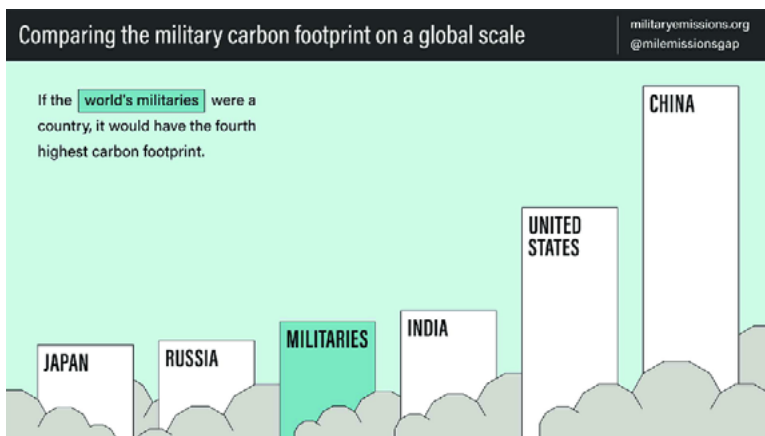 Comparing the military carbon footprint on a global scale
militaryemissions.org
@milemissionsgap
If the world's militaries were a
country, it would have the fourth
highest carbon footprint.
CHINA
UNITED
STATES
INDIA
MILITARIES
RUSSIA
JAPAN